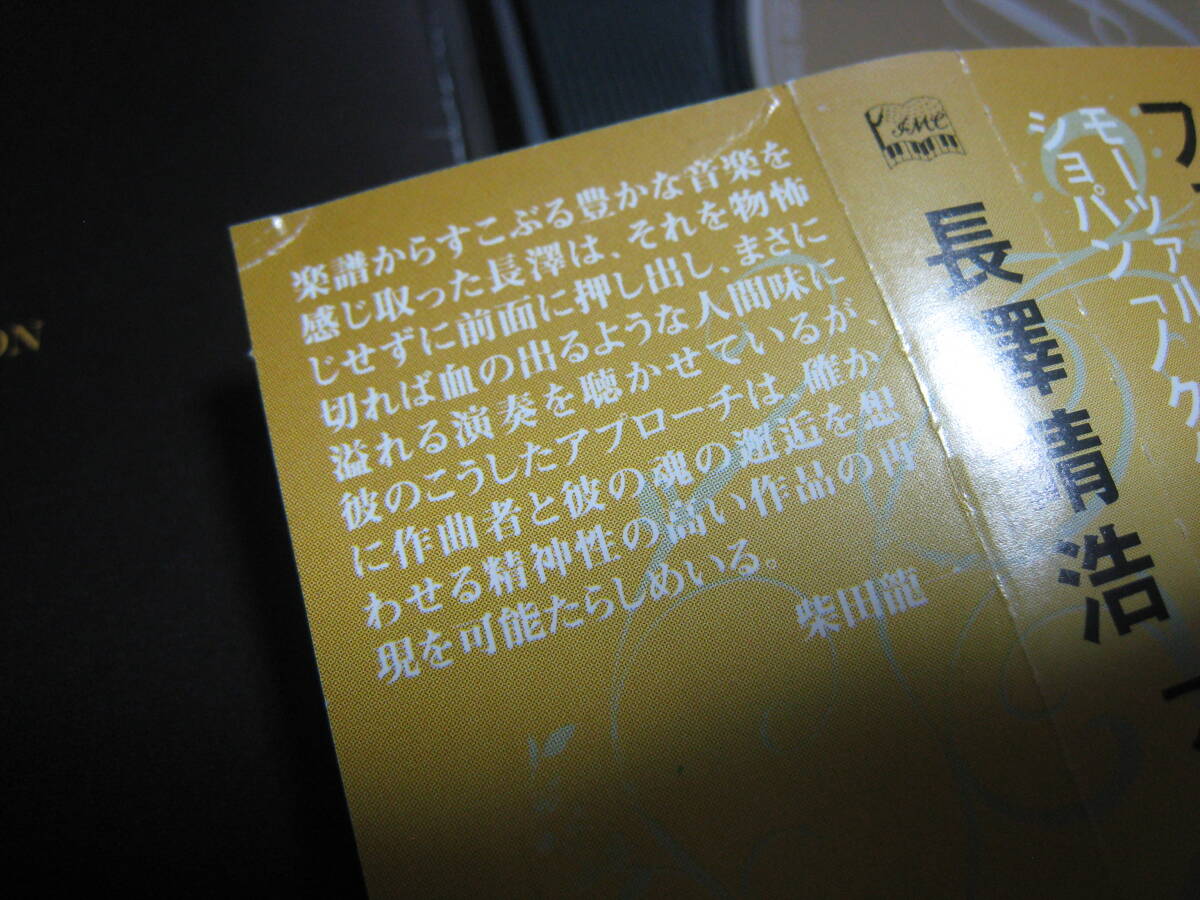 楽譜からすこぶる豊かな音楽を
感じ取った長澤は、それを物怖
じせずに前面に押し出し、まさに
切れば血の出るような人間味に
溢れる演奏を聴かせているが、
彼のこうしたアプローチは、確か
に作曲者と彼の魂の邂逅を想
わせる精神性の高い作品の再
現を可能たらしめいる。
柴田龍一
IMC
長澤晴浩
モーツァルト
ショパン
ON